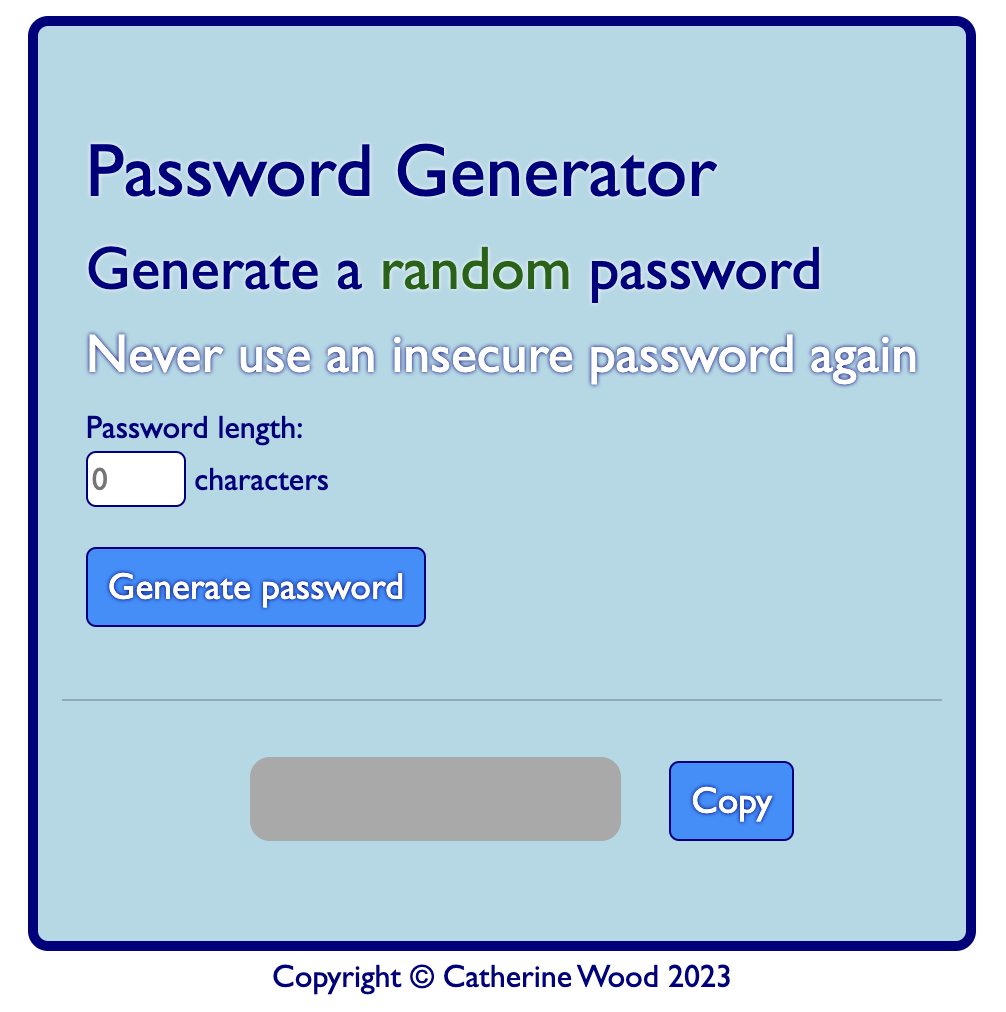 Password Generator
Generate a random password
Never use an insecure password again
Password length:
0 characters
Generate password
Copy
Copyright © Catherine Wood 2023